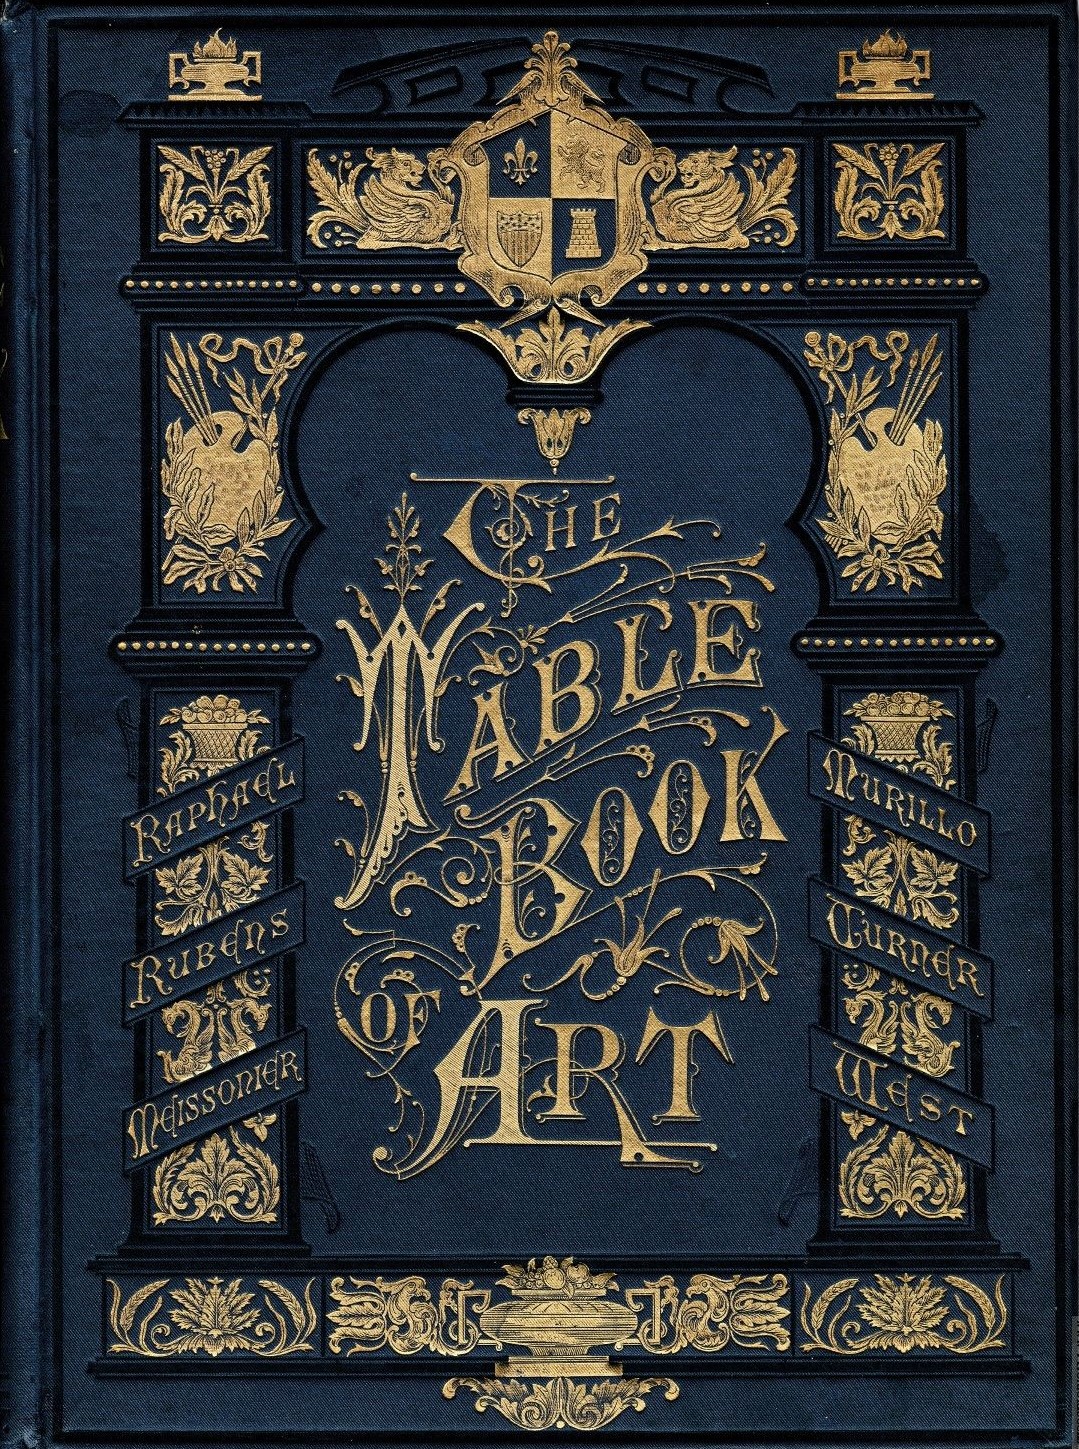 THE
TABLE
BOOK
OF
ART
RAPHAEL
RUBENS
MEISSONIER
MURILLO
TURNER
WEST